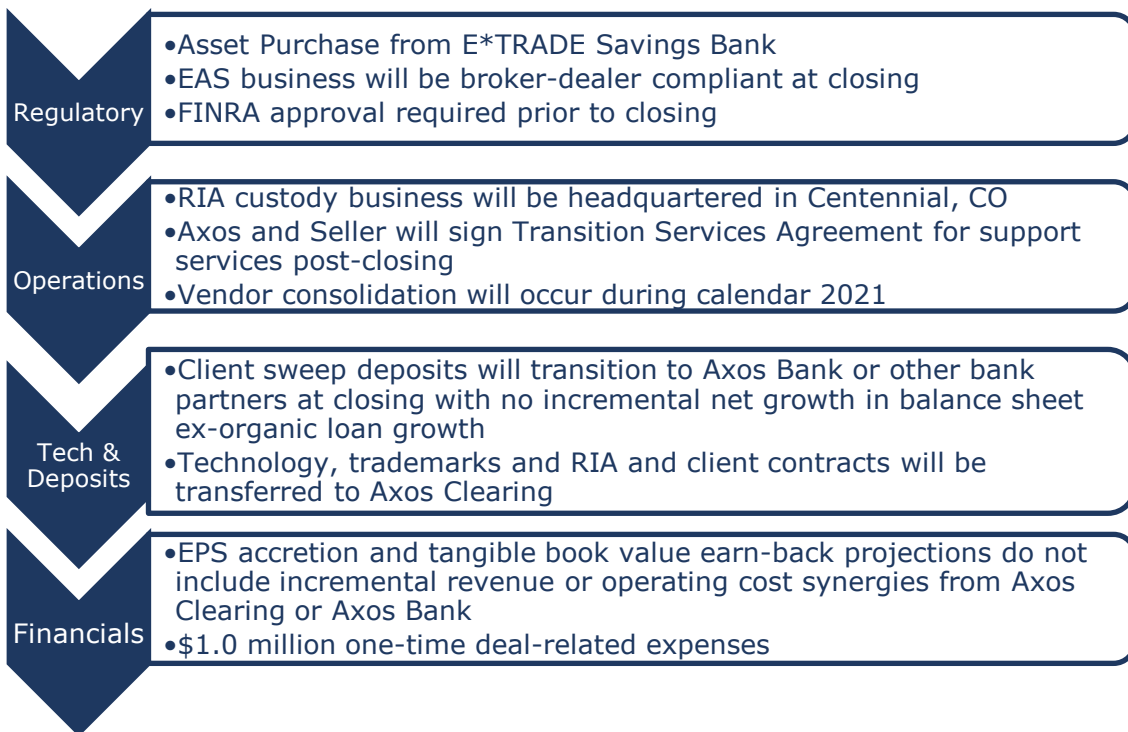 Regulatory
•Asset Purchase from E*TRADE Savings Bank
•EAS business will be broker-dealer compliant at closing
•FINRA approval required prior to closing
Operations
•RIA custody business will be headquartered in Centennial, CO
•Axos and Seller will sign Transition Services Agreement for support
services post-closing
•Vendor consolidation will occur during calendar 2021
Tech &
Deposits
•Client sweep deposits will transition to Axos Bank or other bank
partners at closing with no incremental net growth in balance sheet
ex-organic loan growth
•Technology, trademarks and RIA and client contracts will be
transferred to Axos Clearing
Financials
•EPS accretion and tangible book value earn-back projections do not
include incremental revenue or operating cost synergies from Axos
Clearing or Axos Bank
•$1.0 million one-time deal-related expenses